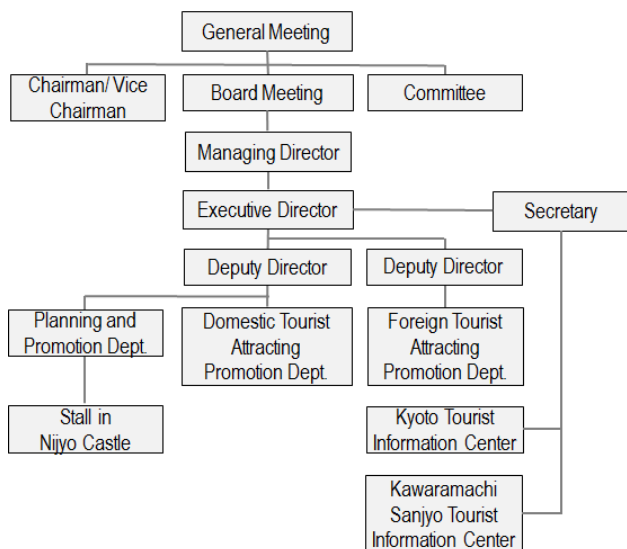 General Meeting
Chairman/ Vice
Chairman
Board Meeting
Committee
Managing Director
Executive Director
Secretary
Deputy Director
Deputy Director
Planning and
Promotion Dept.
Domestic Tourist
Attracting
Promotion Dept.
Foreign Tourist
Attracting
Promotion Dept.
Stall in
Nijyo Castle
Kyoto Tourist
Information Center
Kawaramachi
Sanjyo Tourist
Information Center